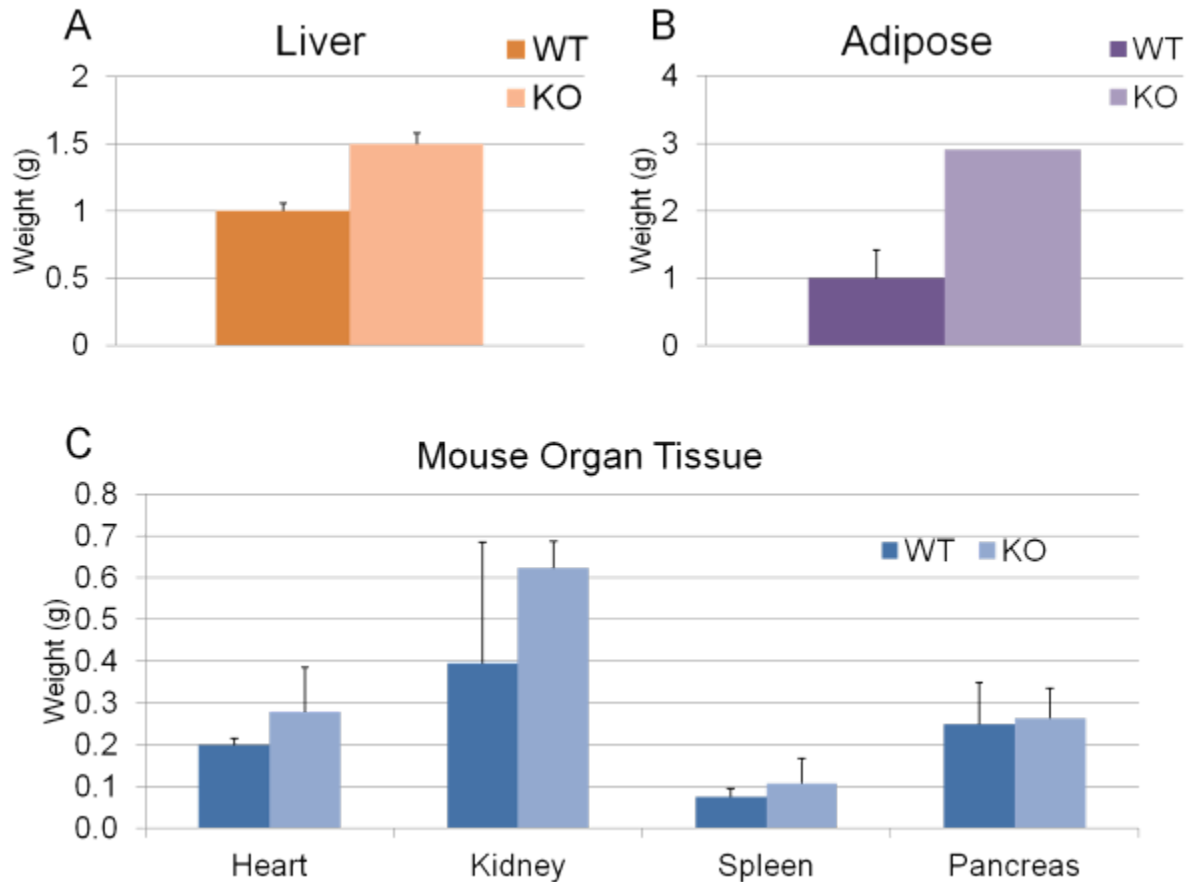 A
Liver
WT
KO
Weight (g)
2
1.5
1
0.5
0
B
Adipose
WT
KO
Weight (g)
4
3
2
1
0
C
Mouse Organ Tissue
WT KO
Weight (g)
0.8
0.7
0.6
0.5
0.4
0.3
0.2
0.1
0.0
Heart Kidney Spleen Pancreas